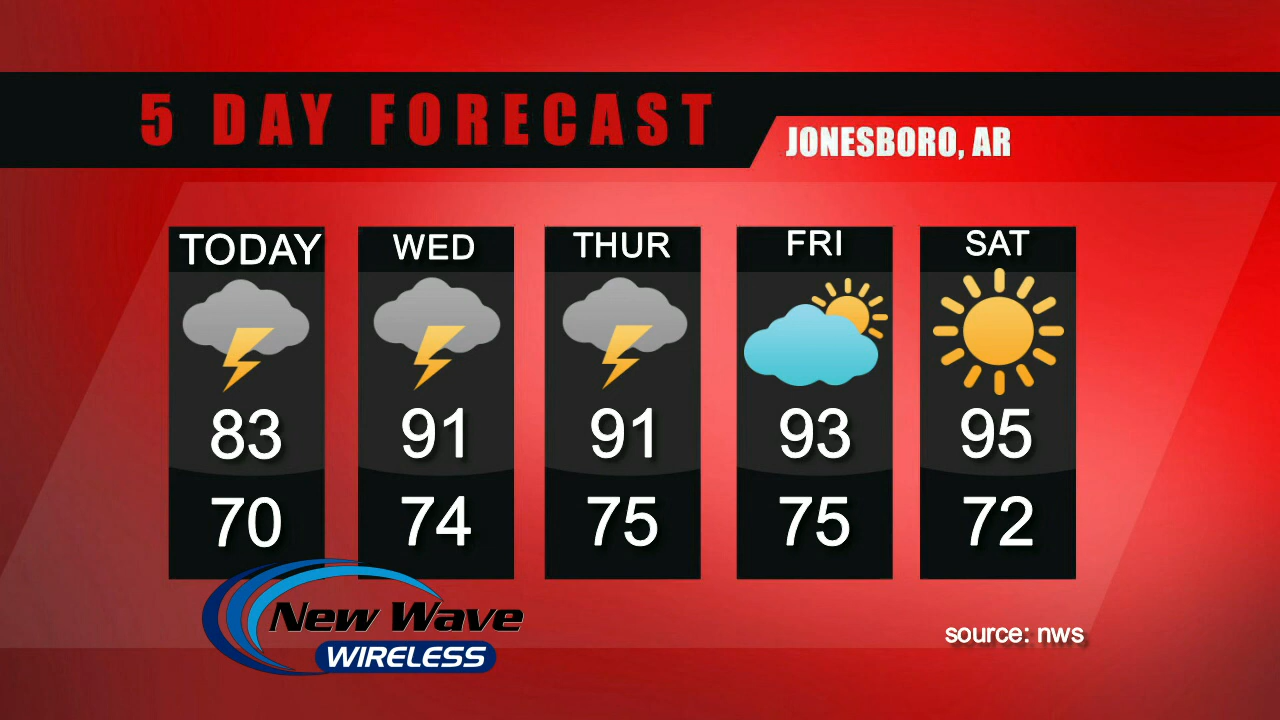 5 DAY FORECAST
JONESBORO, AR
TODAY WED THUR FRI SAT
83 91 91 93 95
70 74 75 75 72
New Wave
WIRELESS
source: nws